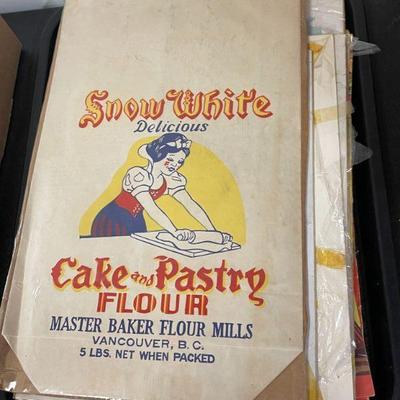 Snow White
Delicious
Cake and Pastry
FLOUR
MASTER BAKER FLOUR MILLS
VANCOUVER, B. C.
5 LBS. NET WHEN PACKED